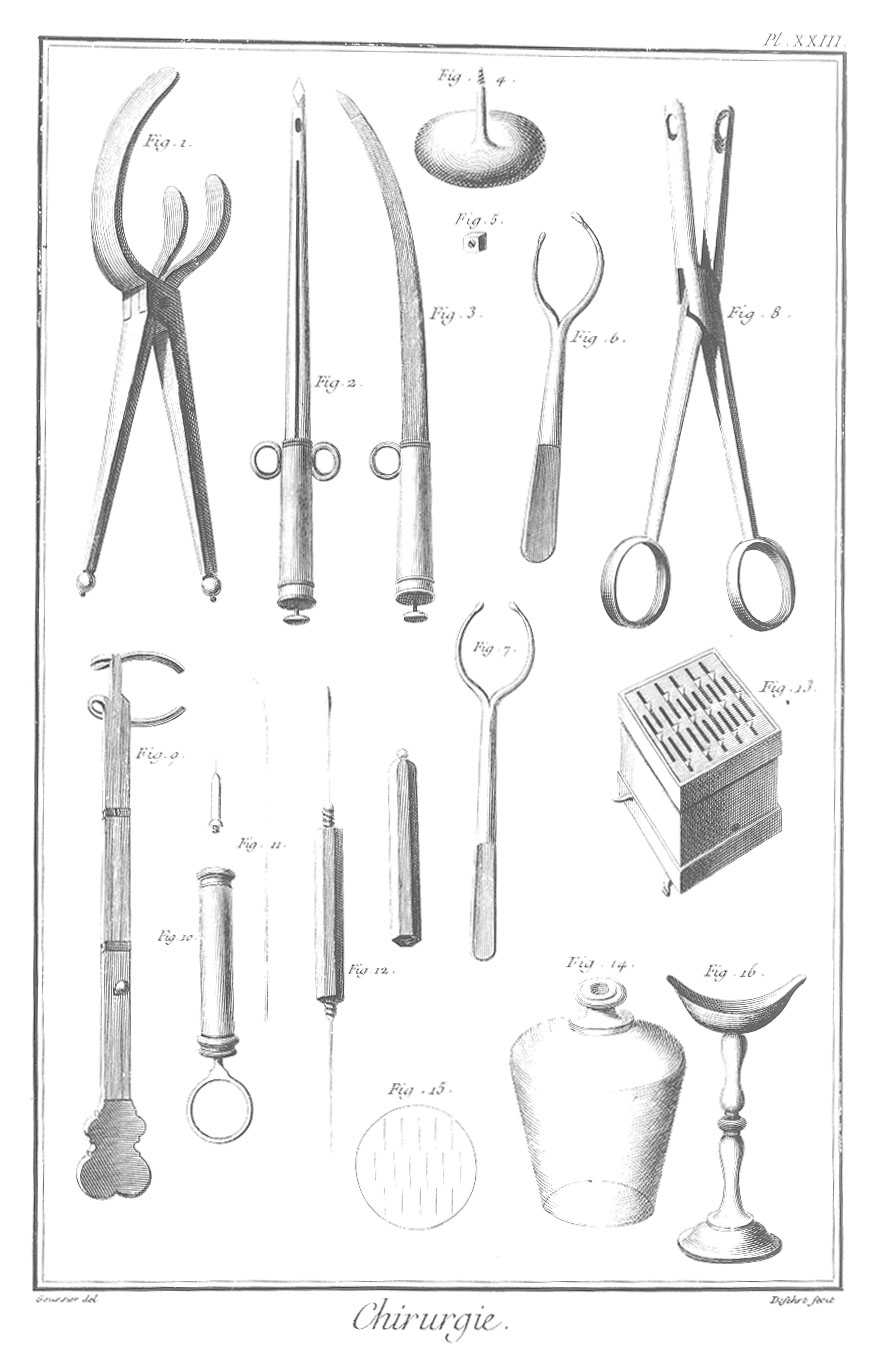 Pl. XXIII.
Fig. 1.
Fig. 2.
Fig. 3.
Fig. 4.
Fig. 5.
Fig. 6.
Fig. 7.
Fig. 8.
Fig. 9.
Fig. 10.
Fig. 11.
Fig. 12.
Fig. 13.
Fig. 14.
Fig. 15.
Fig. 16.
Goussier del
Defehrt fecit
Chirurgie.